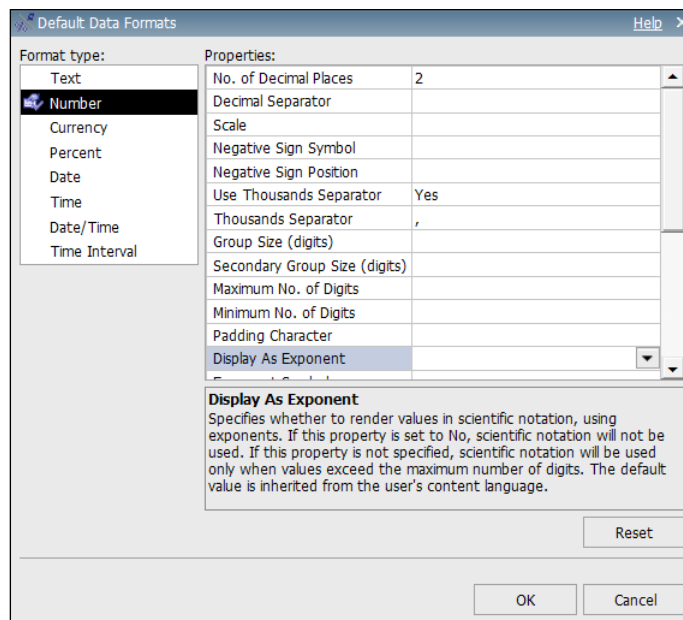 Default Data Formats Help
Format type: Properties:
Text
Number
Currency
Percent
Date
Time
Date/Time
Time Interval
No. of Decimal Places 2
Decimal Separator
Scale
Negative Sign Symbol
Negative Sign Position
Use Thousands Separator Yes
Thousands Separator ,
Group Size (digits)
Secondary Group Size (digits)
Maximum No. of Digits
Minimum No. of Digits
Padding Character
Display As Exponent
Display As Exponent
Specifies whether to render values in scientific notation, using
exponents. If this property is set to No, scientific notation will not be
used. If this property is not specified, scientific notation will be used
only when values exceed the maximum number of digits. The default
value is inherited from the user's content language.
Reset
OK Cancel